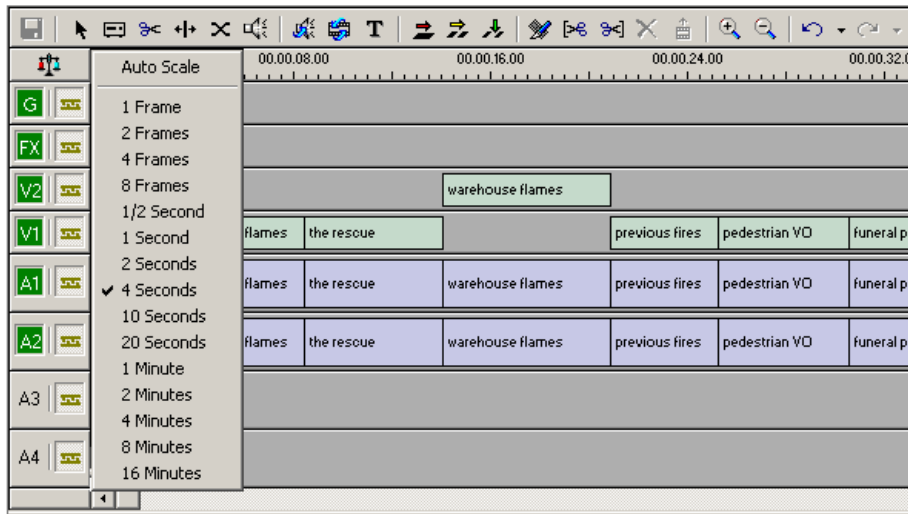 T
Auto Scale
00.00.08.00
00.00.16.00
00.00.24.00
00.00.32.0
1 Frame
2 Frames
4 Frames
8 Frames
1/2 Second
1 Second
2 Seconds
4 Seconds
10 Seconds
20 Seconds
1 Minute
2 Minutes
4 Minutes
8 Minutes
16 Minutes
G
FX
V2
warehouse flames
V1
flames the rescue previous fires pedestrian VO funeral p
A1
flames the rescue warehouse flames previous fires pedestrian VO funeral p
A2
flames the rescue warehouse flames previous fires pedestrian VO funeral p
A3
A4